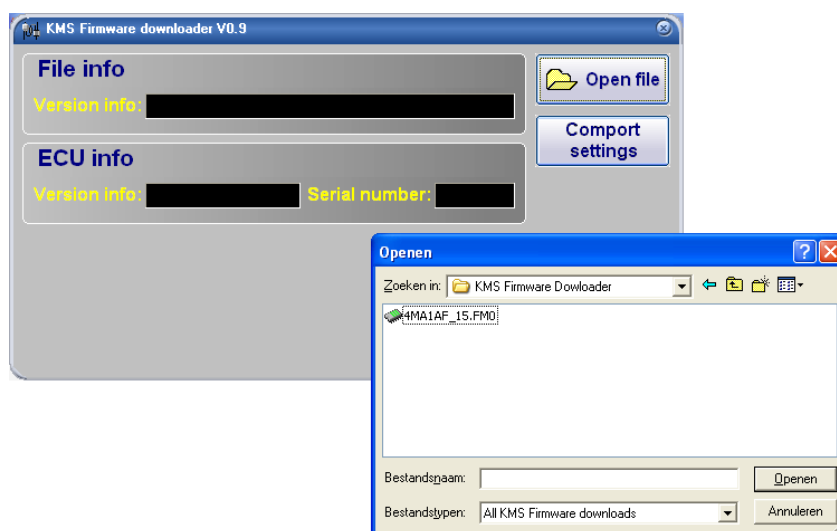 KMS Firmware downloader V0.9
File info
Version info:
Open file
Comport
settings
ECU info
Version info:
Serial number:
Openen
Zoeken in:
KMS Firmware Dowloader
4MA1AF_15.FM0
Bestandsnaam:
Openen
Bestandstypen:
All KMS Firmware downloads
Annuleren